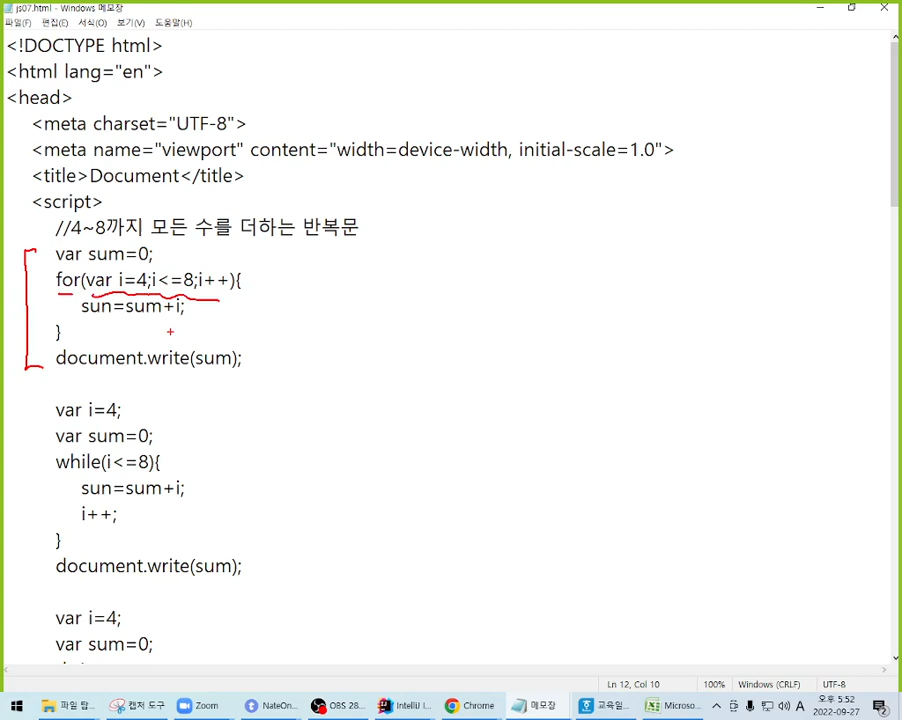 js07.html - Windows 메모장
파일(F) 편집(E) 서식(O) 보기(V) 도움말(H)
<!DOCTYPE html>
<html lang="en">
<head>
<meta charset="UTF-8">
<meta name="viewport" content="width=device-width, initial-scale=1.0">
<title>Document</title>
<script>
//4~8까지 모든 수를 더하는 반복문
var sum=0;
for(var i=4;i<=8;i++){
sun=sum+i;
}
document.write(sum);
var i=4;
var sum=0;
while(i<=8){
sun=sum+i;
i++;
}
document.write(sum);
var i=4;
var sum=0;
Ln 12, Col 10 100% Windows (CRLF) UTF-8
파일 탐... 캡처 도구 Zoom NateOn... OBS 28... IntelliJ I... Chrome 메모장 교육일... Microso... A 오후 5:52
2022-09-27 2